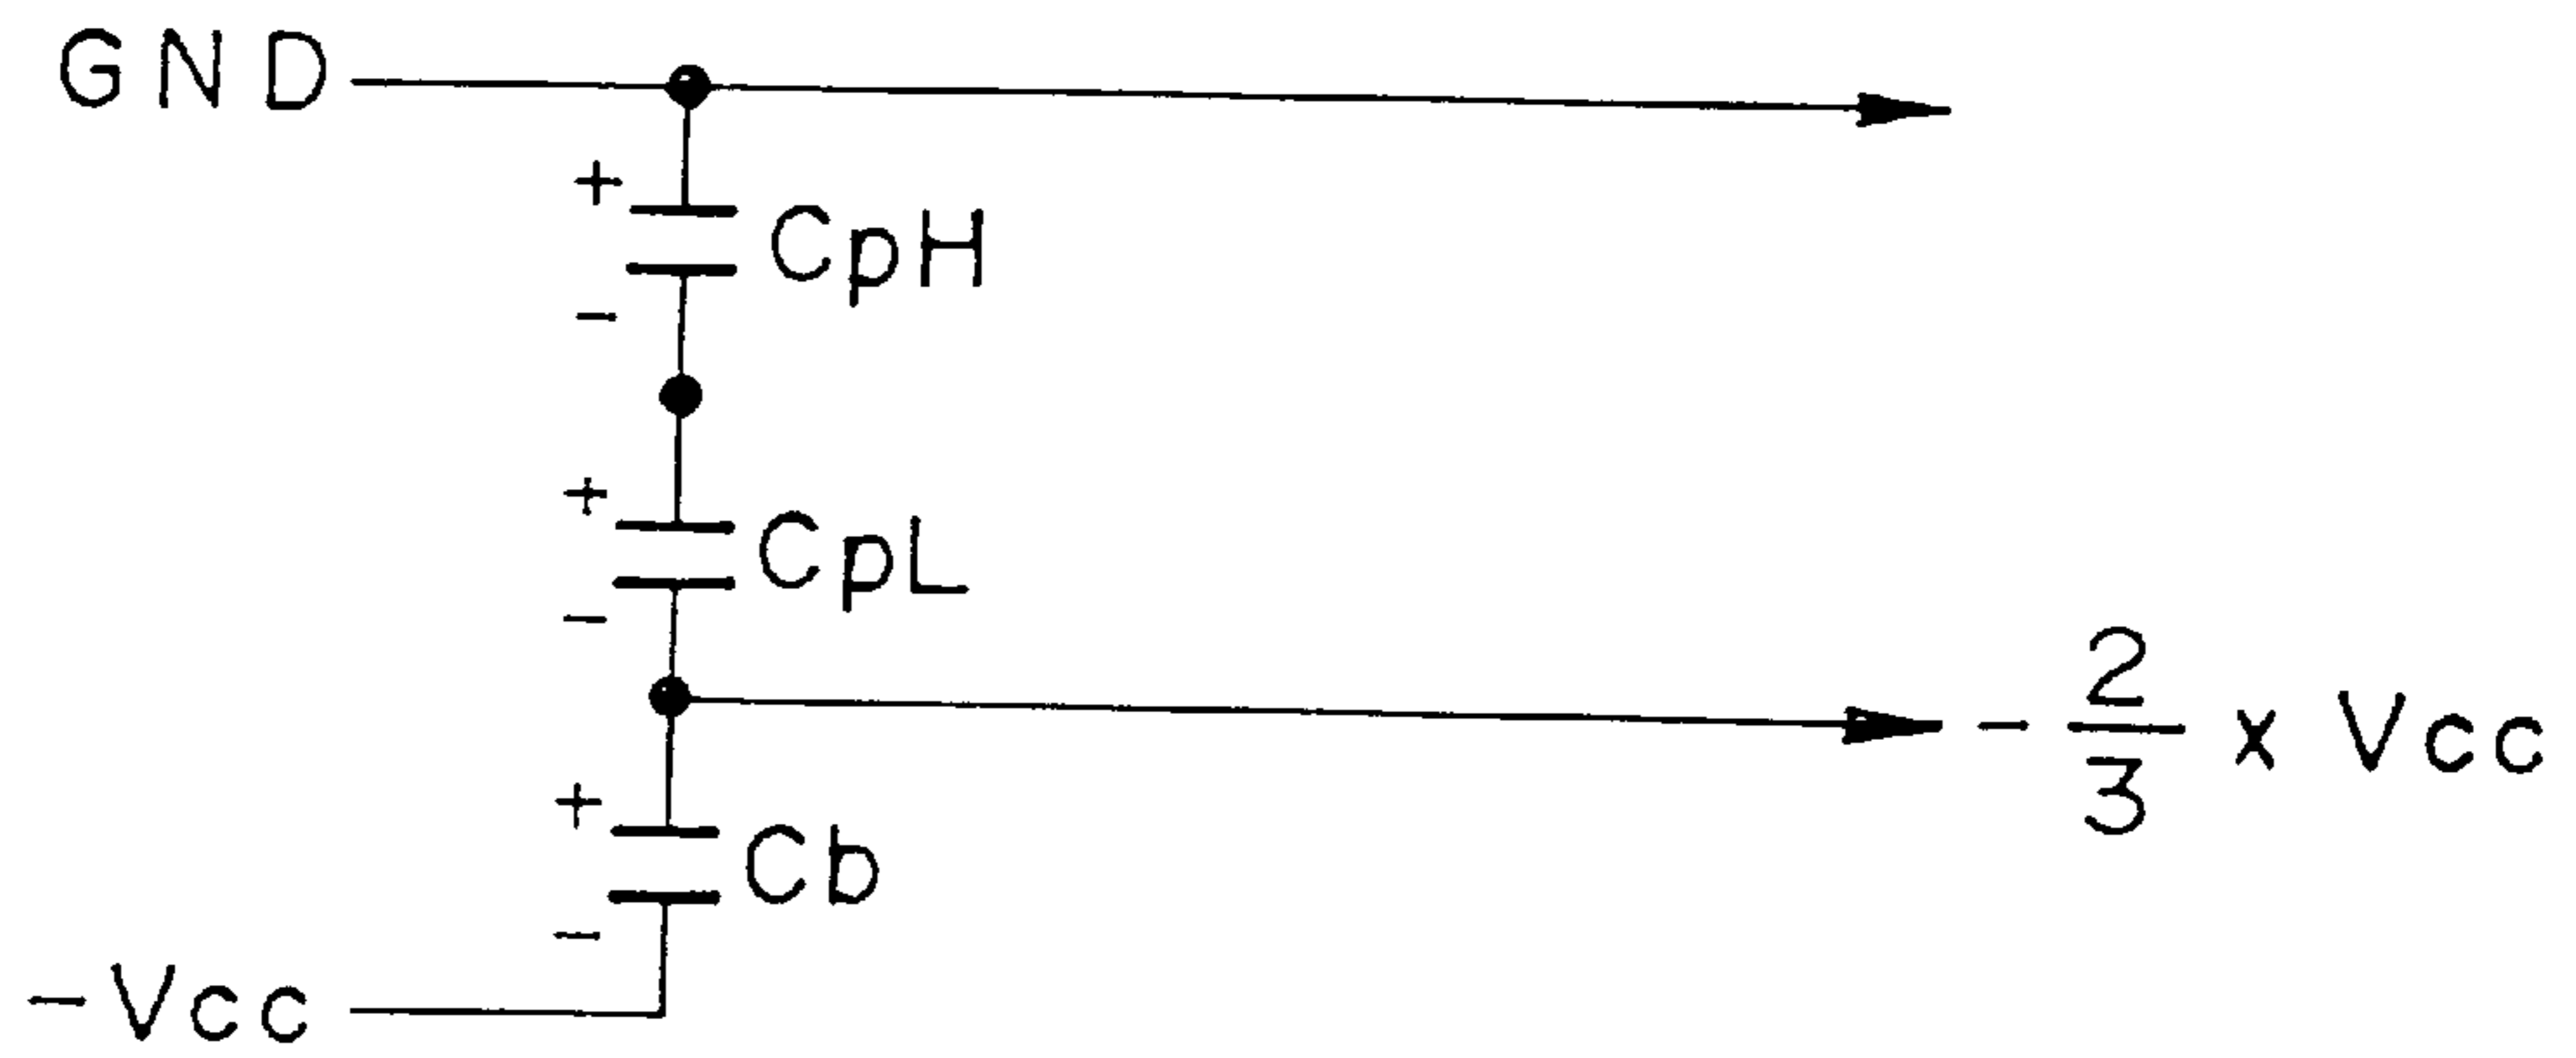 GND
+
CpH
-
+
CpL
-
- 2/3 x Vcc
+
Cb
-
-Vcc